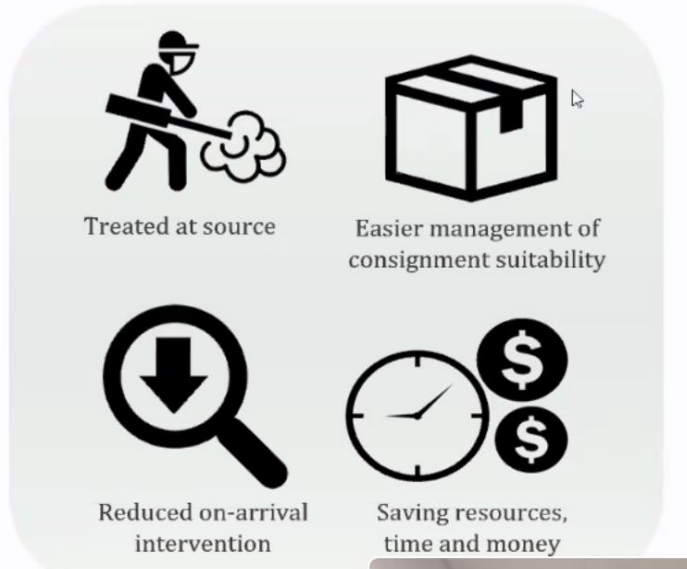 Treated at source
Easier management of
consignment suitability
$
$
Reduced on-arrival
intervention
Saving resources,
time and money